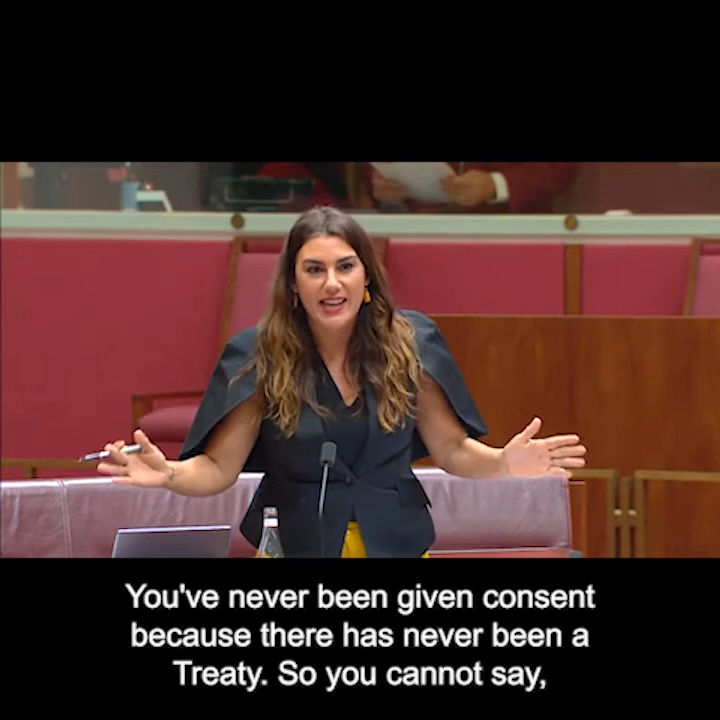 You've never been given consent
because there has never been a
Treaty. So you cannot say,